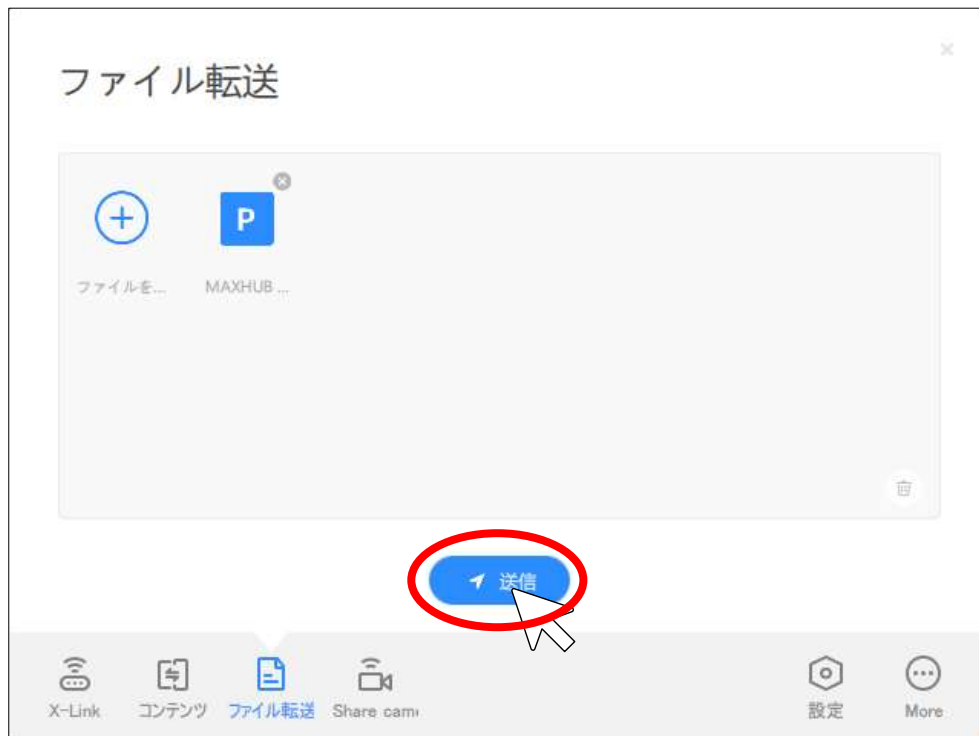 ファイル転送
P
ファイルを...
MAXHUB ...
送信
X-Link
コンテンツ
ファイル転送
Share cam
設定
More